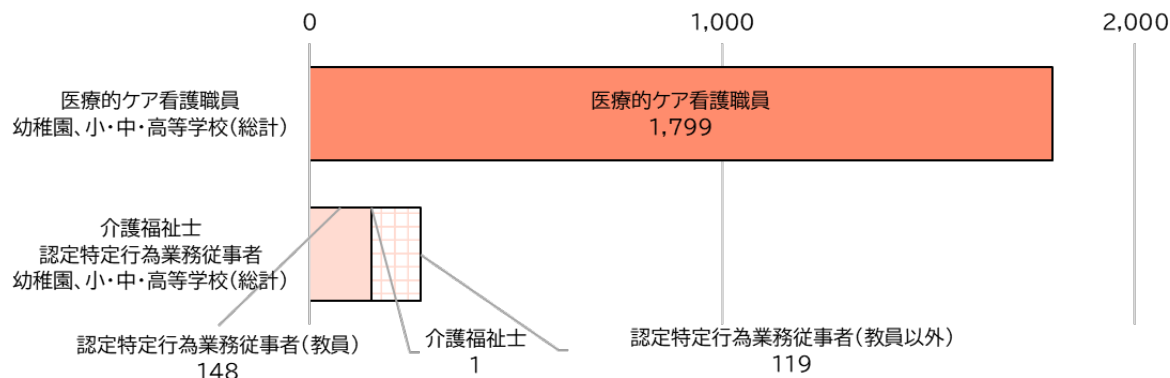 0 1,000 2,000
医療的ケア看護職員
幼稚園、小・中・高等学校(総計)
医療的ケア看護職員
1,799
介護福祉士
認定特定行為業務従事者
幼稚園、小・中・高等学校(総計)
認定特定行為業務従事者(教員)
148
介護福祉士
1
認定特定行為業務従事者(教員以外)
119